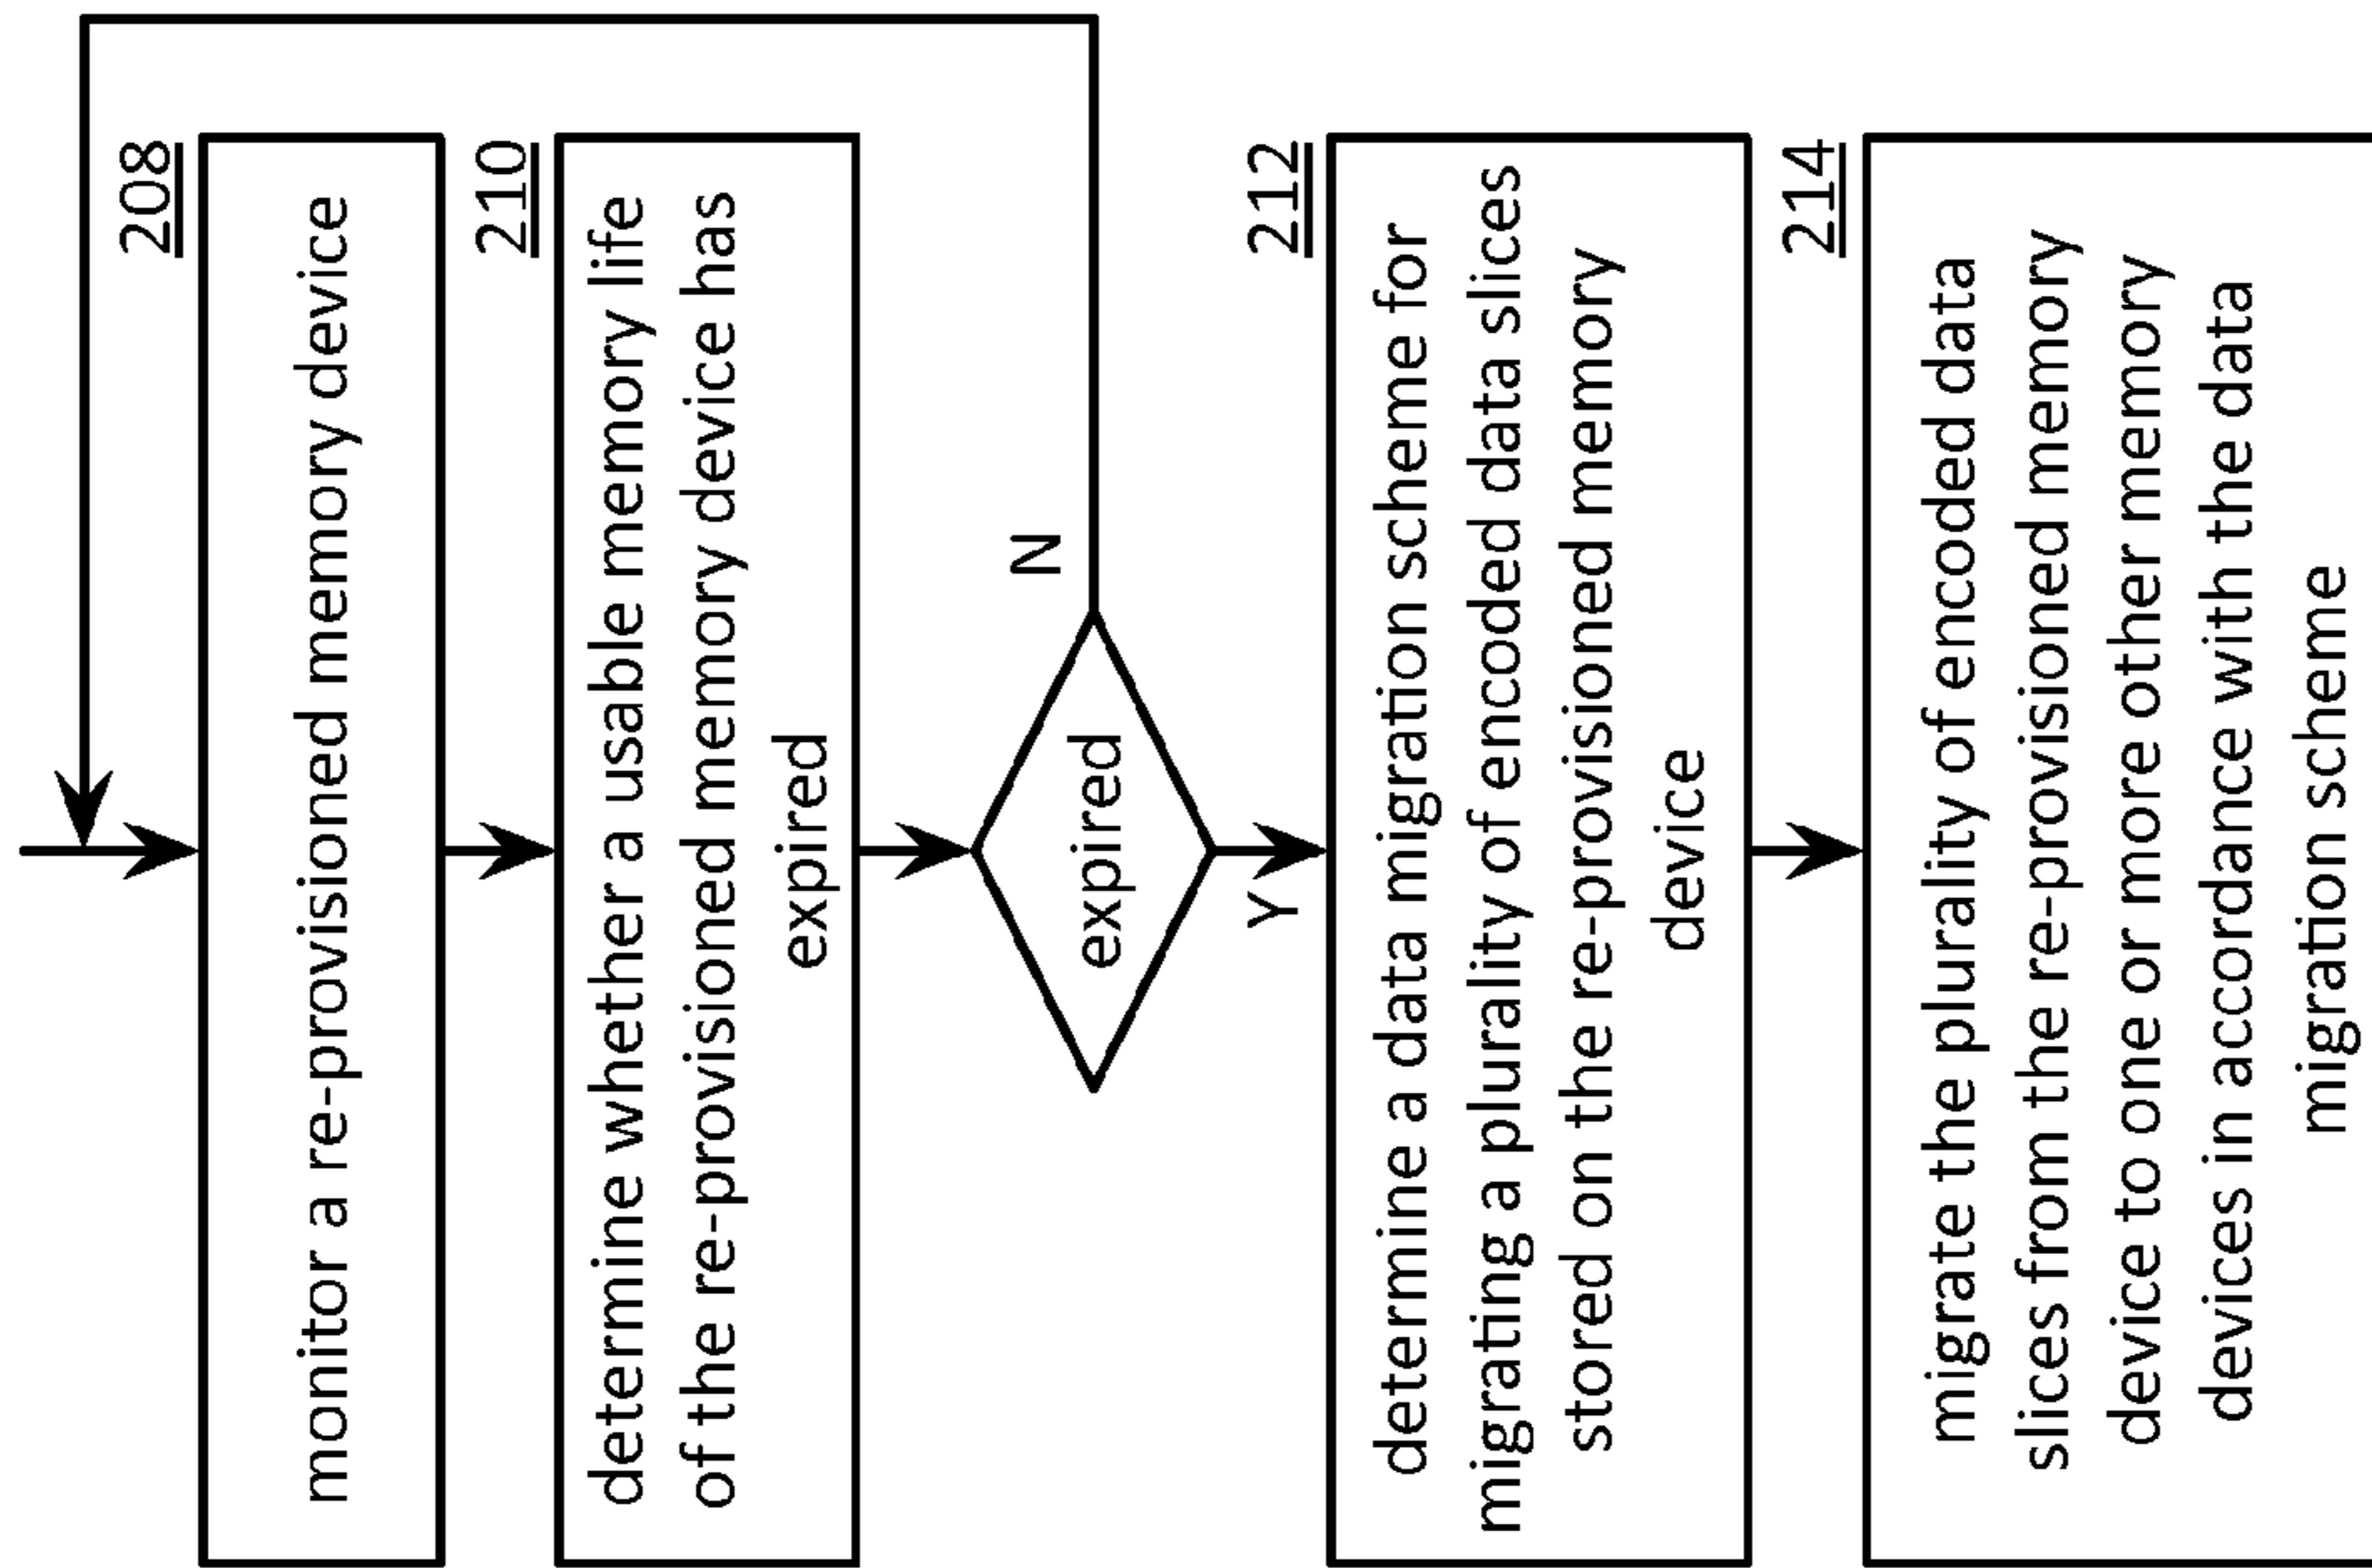 208
monitor a re-provisioned memory device
210
determine whether a usable memory life
of the re-provisioned memory device has
expired
expired
N
Y
212
determine a data migration scheme for
migrating a plurality of encoded data slices
stored on the re-provisioned memory
device
214
migrate the plurality of encoded data
slices from the re-provisioned memory
device to one or more other memory
devices in accordance with the data
migration scheme